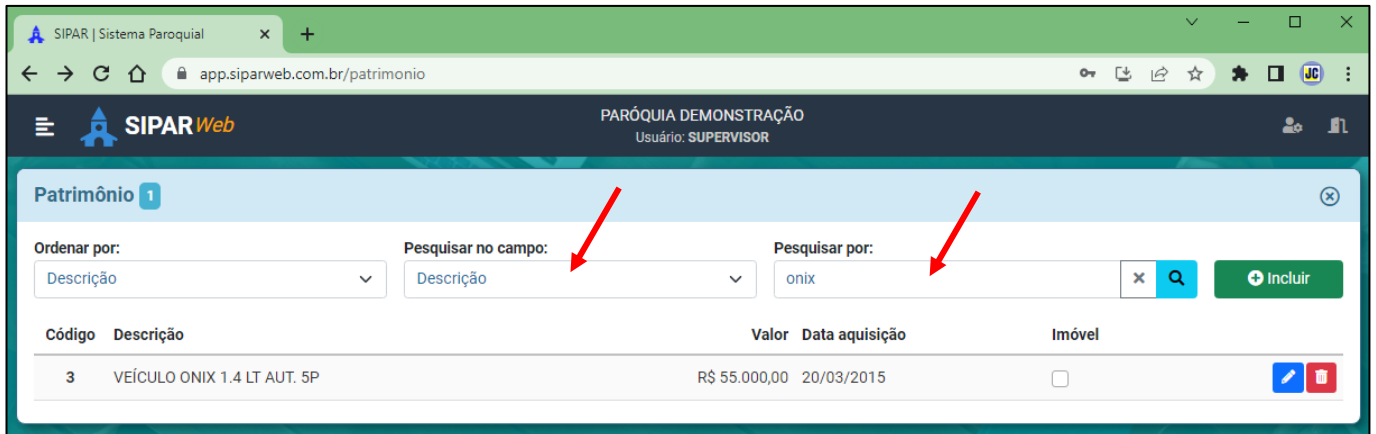 SIPAR | Sistema Paroquial
app.siparweb.com.br/patrimonio
JC
SIPAR Web
PARÓQUIA DEMONSTRAÇÃO
Usuário: SUPERVISOR
Patrimônio 1
Ordenar por: Pesquisar no campo: Pesquisar por:
Descrição Descrição onix Incluir
Código Descrição Valor Data aquisição Imóvel
3 VEÍCULO ONIX 1.4 LT AUT. 5P R$ 55.000,00 20/03/2015